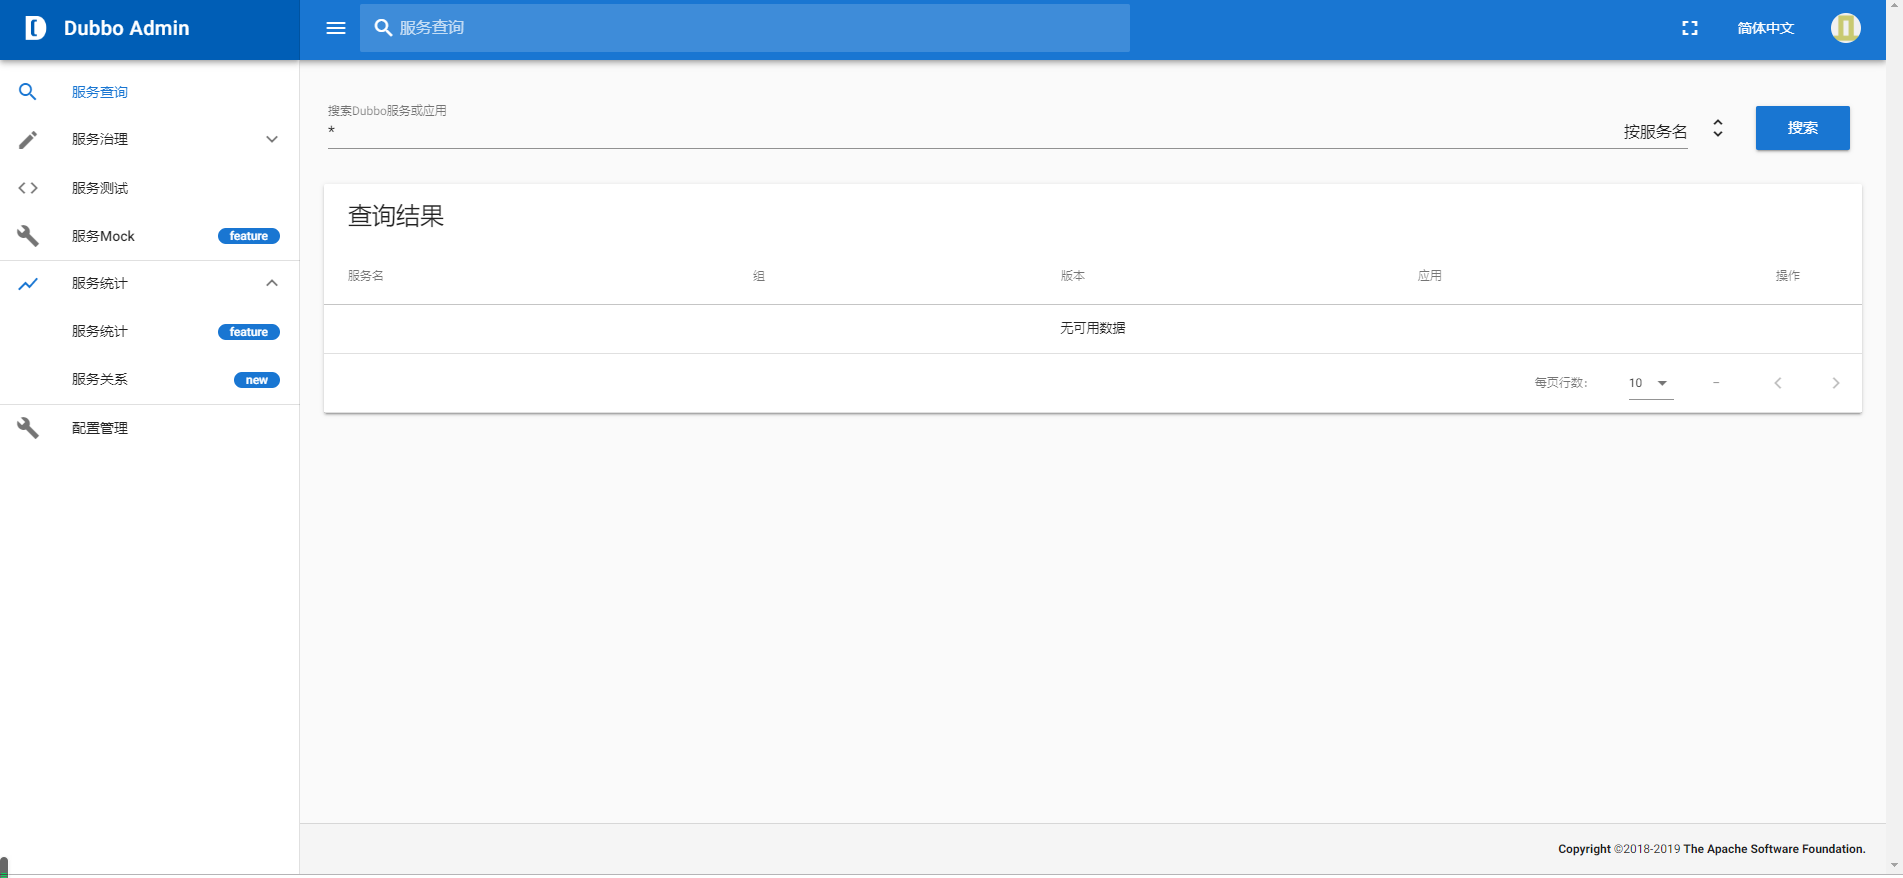 Dubbo Admin
服务查询
简体中文
服务查询
服务治理
服务测试
服务Mock
feature
服务统计
服务统计
feature
服务关系
new
配置管理
搜索Dubbo服务或应用
*
按服务名
搜索
查询结果
服务名 组 版本 应用 操作
无可用数据
每页行数: 10 –
Copyright ©2018-2019 The Apache Software Foundation.